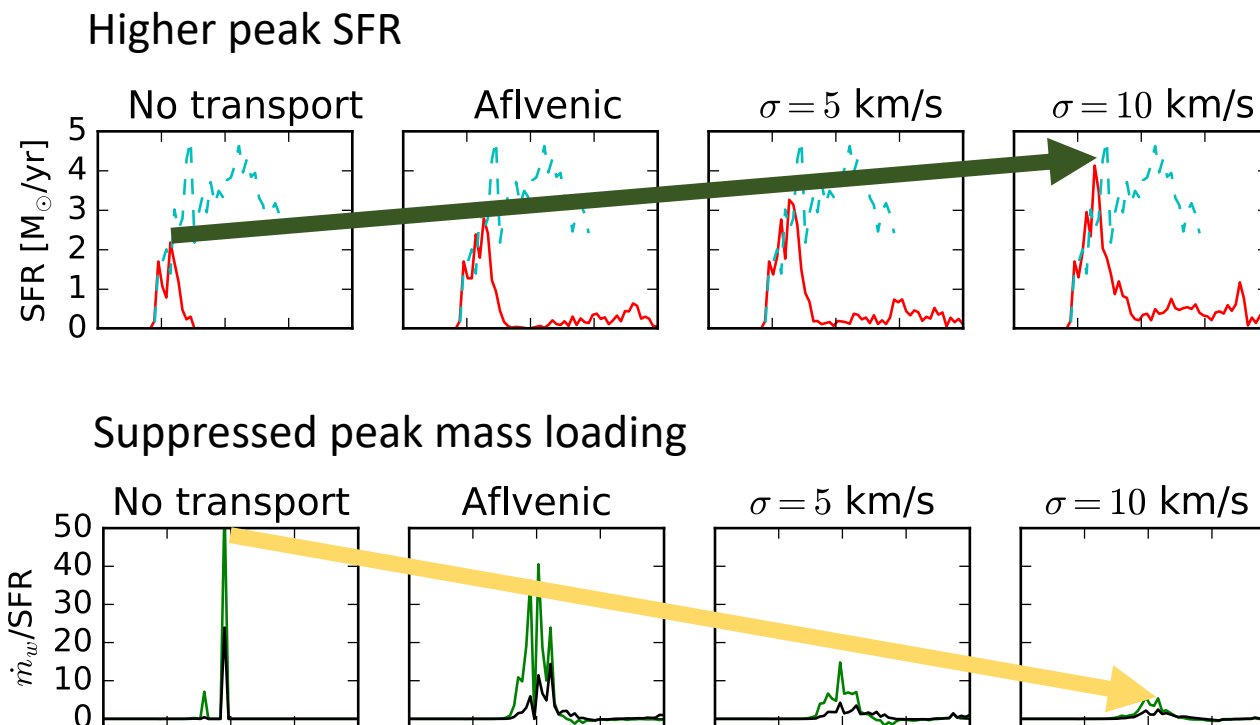 Higher peak SFR
No transport Aflvenic σ = 5 km/s σ = 10 km/s
5
4
3
2
1
0
SFR [M⊙/yr]
Suppressed peak mass loading
No transport Aflvenic σ = 5 km/s σ = 10 km/s
50
40
30
20
10
0
ṁ_w/SFR